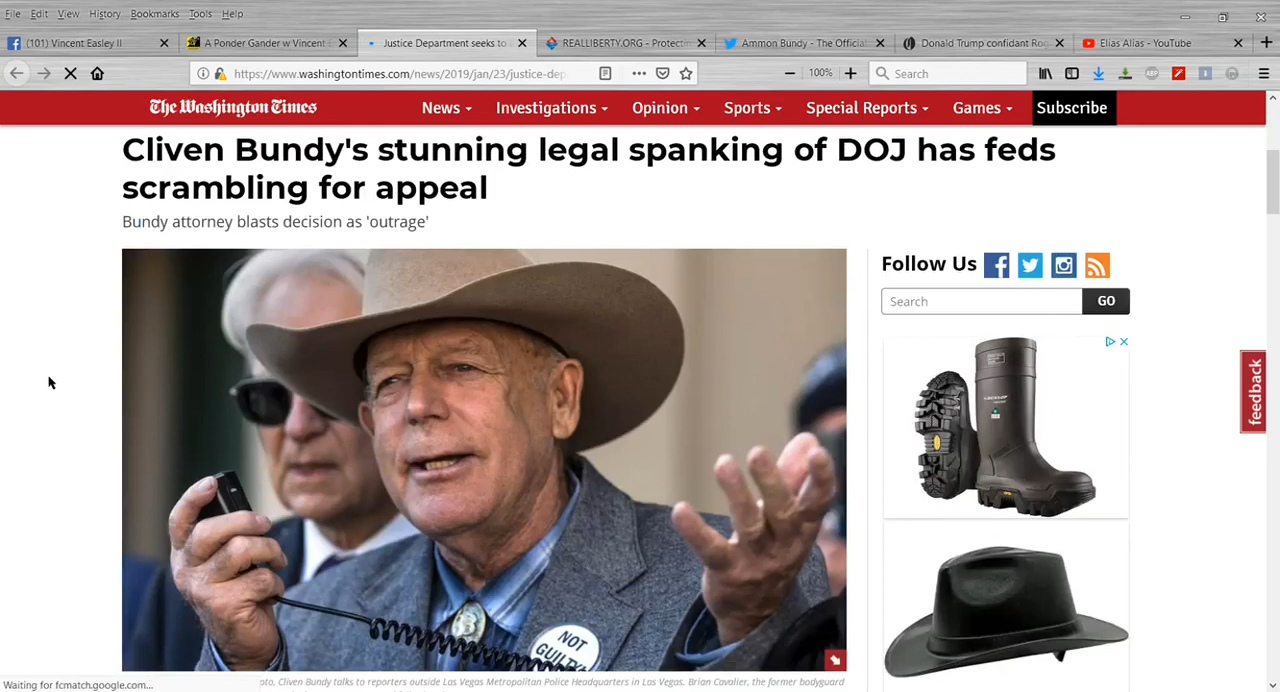 File Edit View History Bookmarks Tools Help
(101) Vincent Easley II
A Ponder Gander w Vincent
Justice Department seeks to
REALLIBERTY.ORG - Protectin
Ammon Bundy - The Official
Donald Trump confidant Rog
Elias Alias - YouTube
https://www.washingtontimes.com/news/2019/jan/23/justice-dep
100%
Search
The Washington Times
News Investigations Opinion Sports Special Reports Games Subscribe
Cliven Bundy's stunning legal spanking of DOJ has feds
scrambling for appeal
Bundy attorney blasts decision as 'outrage'
Follow Us
Search GO
feedback
NOT
GUILTY
Waiting for fcmatch.google.com...
oto, Cliven Bundy talks to reporters outside Las Vegas Metropolitan Police Headquarters in Las Vegas. Brian Cavalier, the former bodyguard